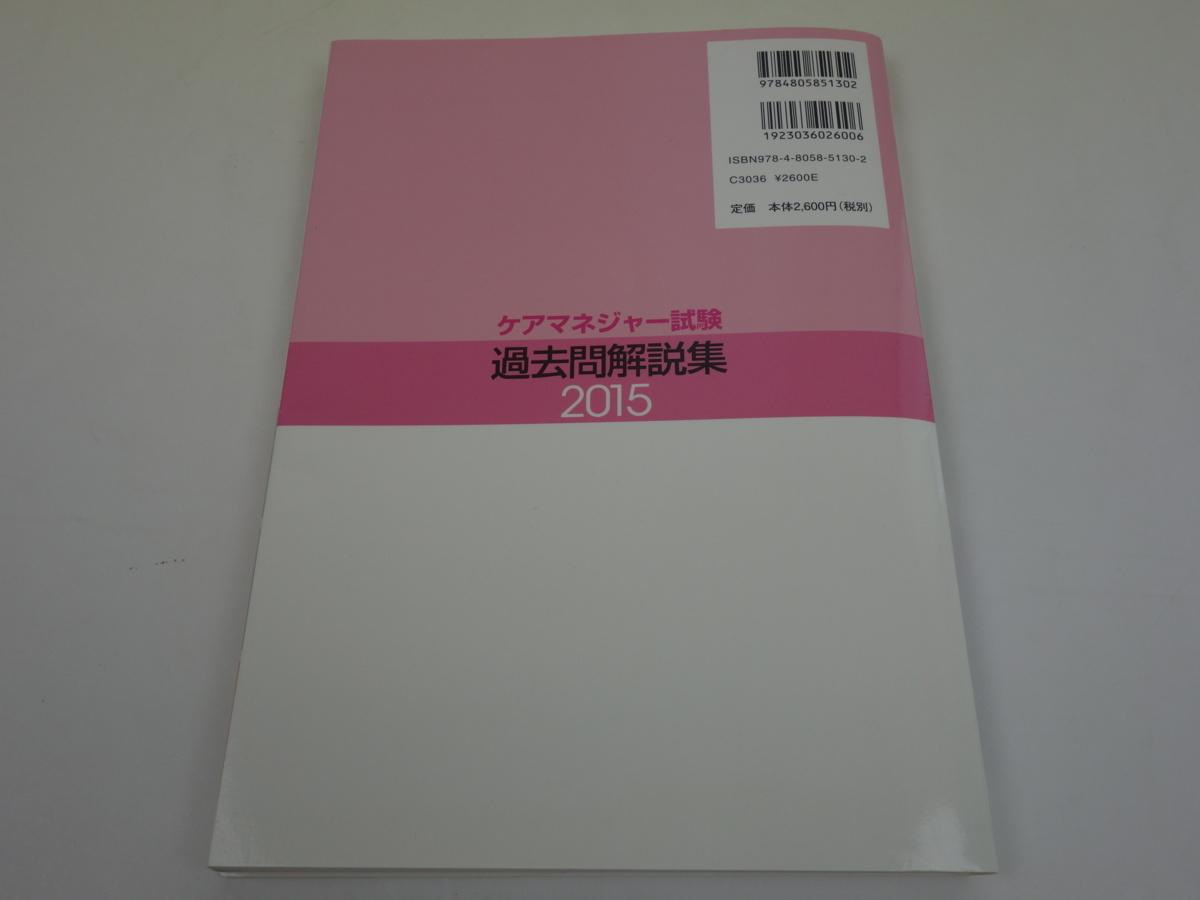 9784805851302
1923036026006
ISBN978-4-8058-5130-2
C3036 ¥2600E
定価 本体2,600円(税別)
ケアマネジャー試験
過去問解説集
2015